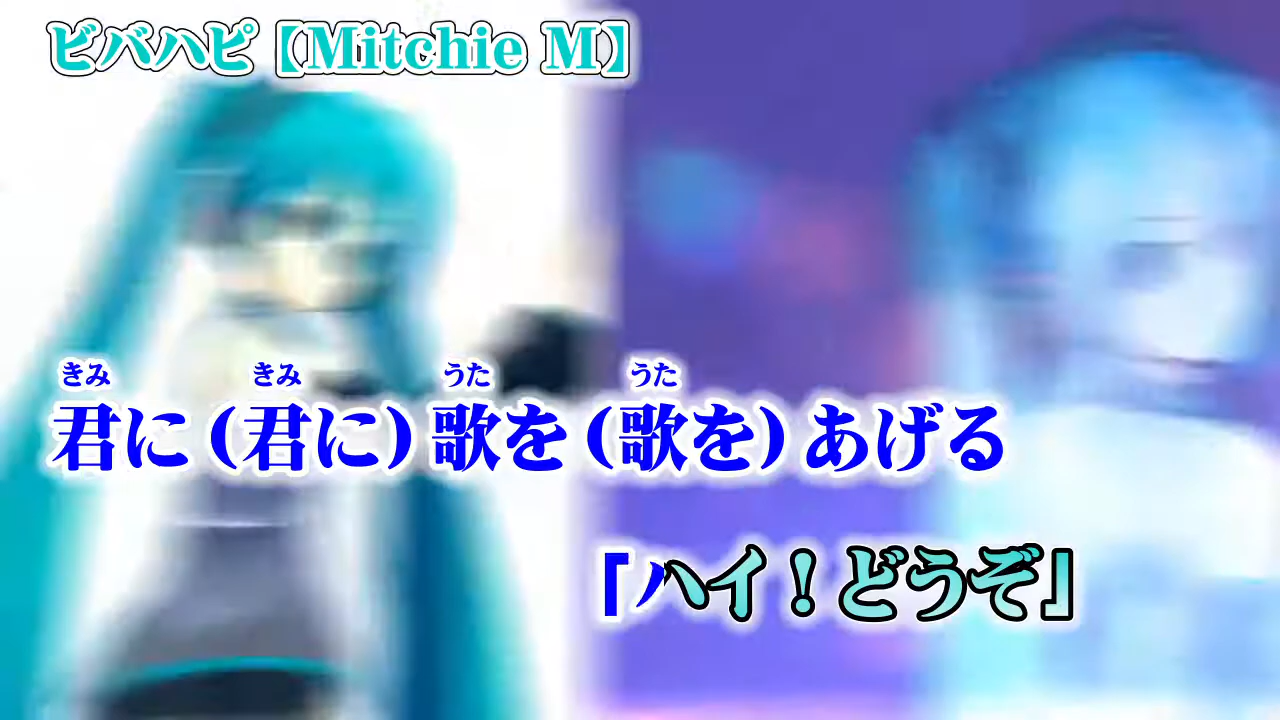 ビバハピ【Mitchie M】
きみ きみ うた うた
君に(君に)歌を(歌を)あげる
「ハイ!どうぞ」